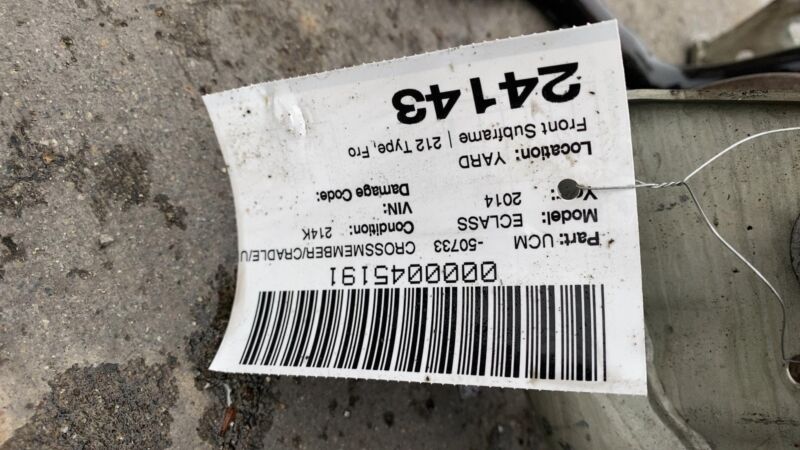 0000045191
Part: UCM -50733 CROSSMEMBER/CRADLE/U
Model: ECLASS Condition: 214K
2014 VIN:
Damage Code:
Location: YARD
Front Subframe | 212 Type, Fro
24143